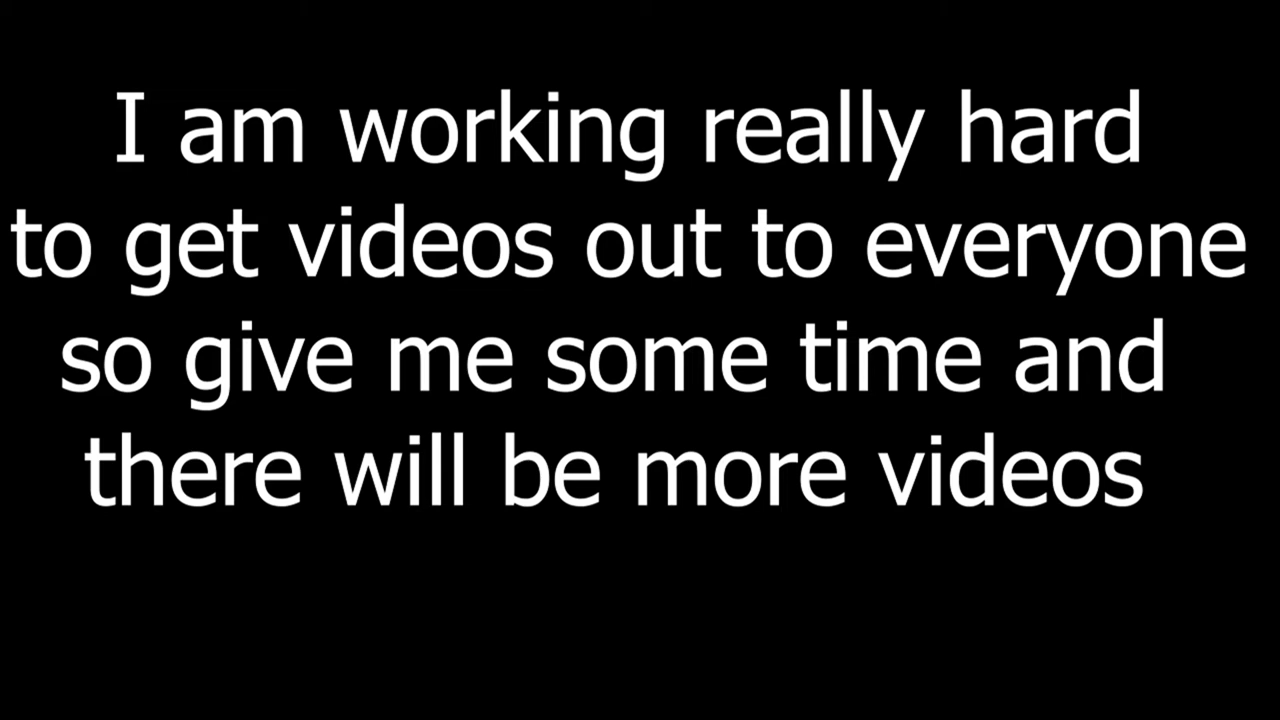 I am working really hard
to get videos out to everyone
so give me some time and
there will be more videos